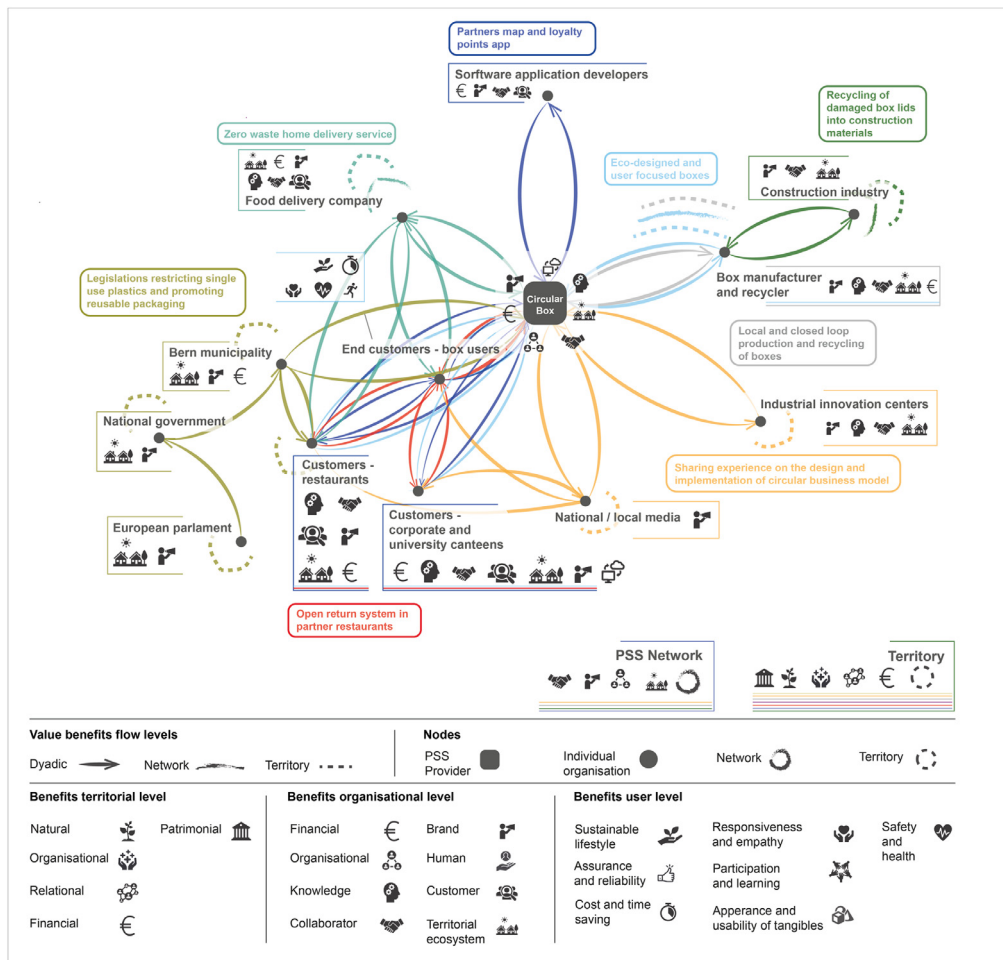 Partners map and loyalty
points app
Sorftware application developers
€
Recycling of
damaged box lids
into construction
materials
Zero waste home delivery service
€
Food delivery company
Eco-designed and
user focused boxes
Construction industry
Legislations restricting single
use plastics and promoting
reusable packaging
Box manufacturer
and recycler
€
Circular
Box
€
Bern municipality
€
End customers - box users
Local and closed loop
production and recycling
of boxes
National government
Industrial innovation centers
Customers -
restaurants
€
Sharing experience on the design and
implementation of circular business model
European parlament
Customers -
corporate and
university canteens
€
National / local media
Open return system in
partner restaurants
PSS Network
Territory
€
Value benefits flow levels
Dyadic
Network
Territory
Nodes
PSS
Provider
Individual
organisation
Network
Territory
Benefits territorial level
Natural
Patrimonial
Organisational
Relational
Financial
€
Benefits organisational level
Financial
€
Brand
Organisational
Human
Knowledge
Customer
Collaborator
Territorial
ecosystem
Benefits user level
Sustainable
lifestyle
Responsiveness
and empathy
Safety
and
health
Assurance
and reliability
Participation
and learning
Cost and time
saving
Apperance and
usability of tangibles